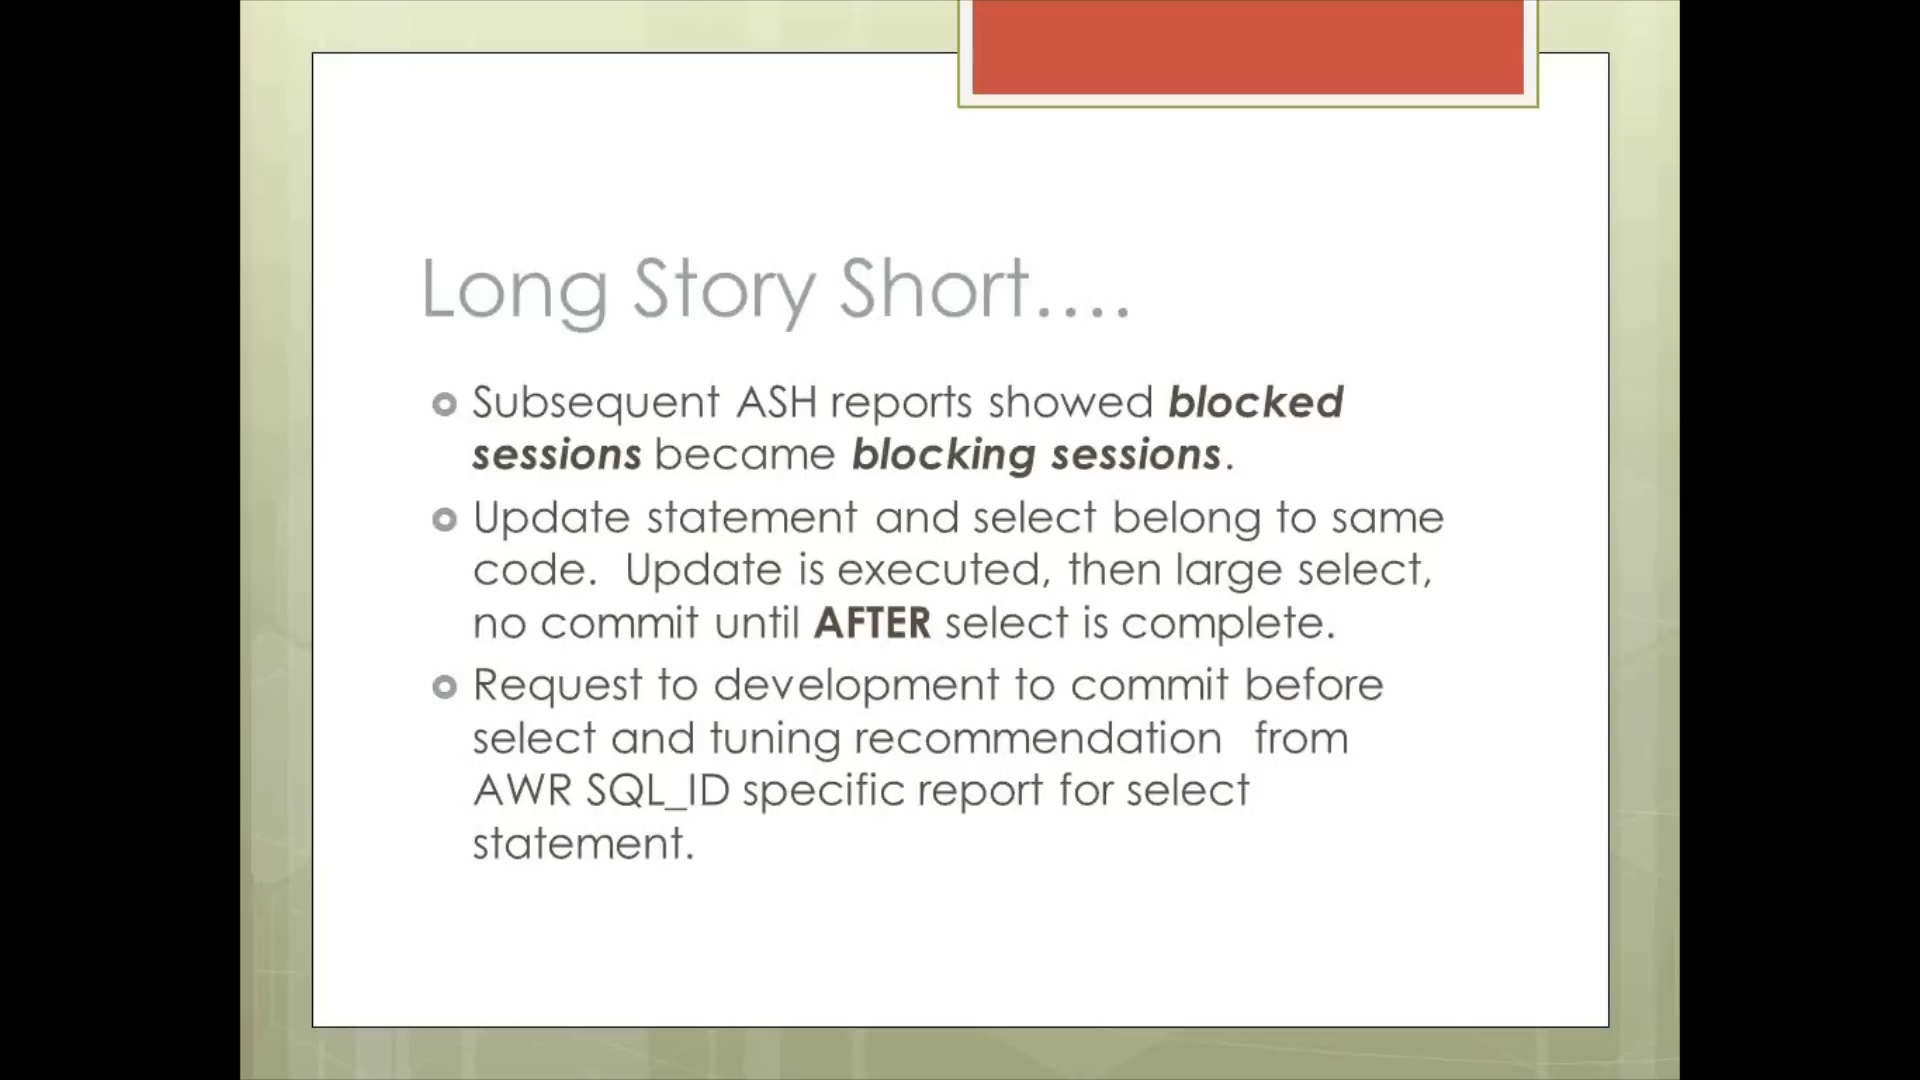 Long Story Short....
Subsequent ASH reports showed blocked
sessions became blocking sessions.
Update statement and select belong to same
code.  Update is executed, then large select,
no commit until AFTER select is complete.
Request to development to commit before
select and tuning recommendation  from
AWR SQL_ID specific report for select
statement.